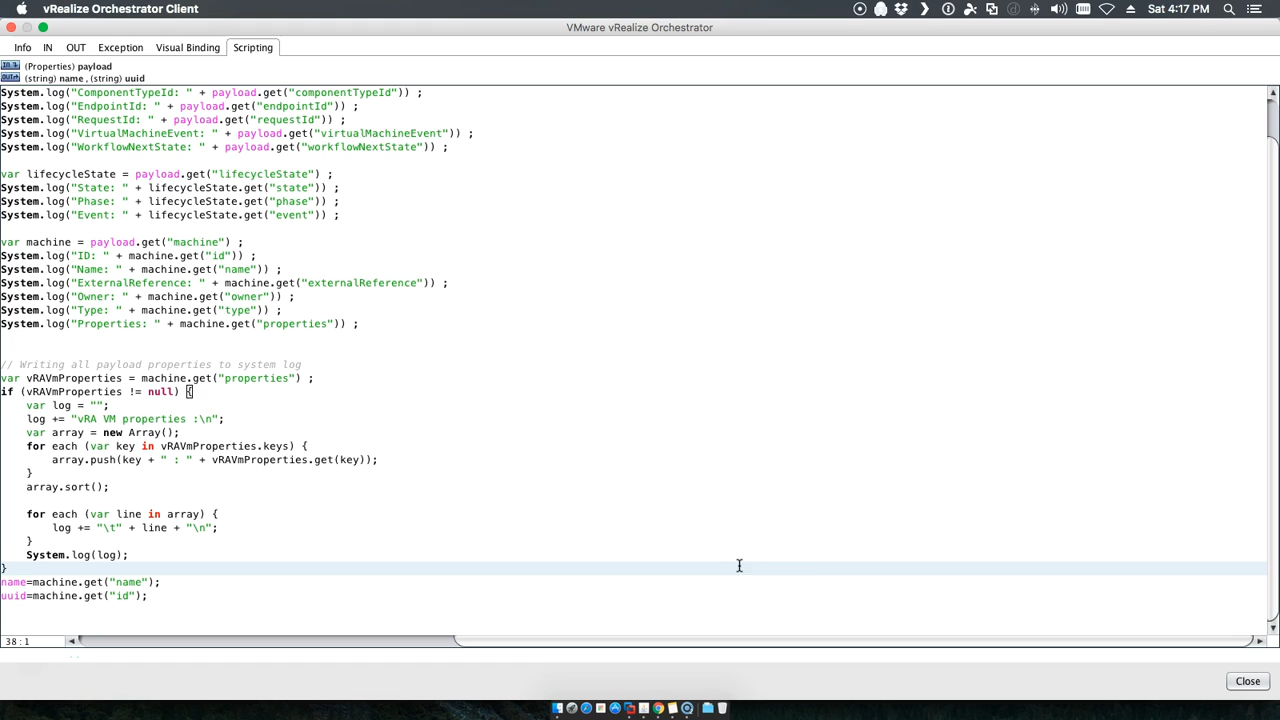 vRealize Orchestrator Client
Sat 4:17 PM
VMware vRealize Orchestrator
Info IN OUT Exception Visual Binding Scripting
(Properties) payload
(string) name , (string) uuid
System.log("ComponentTypeId: " + payload.get("componentTypeId")) ;
System.log("EndpointId: " + payload.get("endpointId")) ;
System.log("RequestId: " + payload.get("requestId")) ;
System.log("VirtualMachineEvent: " + payload.get("virtualMachineEvent")) ;
System.log("WorkflowNextState: " + payload.get("workflowNextState")) ;
var lifecycleState = payload.get("lifecycleState") ;
System.log("State: " + lifecycleState.get("state")) ;
System.log("Phase: " + lifecycleState.get("phase")) ;
System.log("Event: " + lifecycleState.get("event")) ;
var machine = payload.get("machine") ;
System.log("ID: " + machine.get("id")) ;
System.log("Name: " + machine.get("name")) ;
System.log("ExternalReference: " + machine.get("externalReference")) ;
System.log("Owner: " + machine.get("owner")) ;
System.log("Type: " + machine.get("type")) ;
System.log("Properties: " + machine.get("properties")) ;
// Writing all payload properties to system log
var vRAVmProperties = machine.get("properties") ;
if (vRAVmProperties != null) {
var log = "";
log += "vRA VM properties :\n";
var array = new Array();
for each (var key in vRAVmProperties.keys) {
array.push(key + " : " + vRAVmProperties.get(key));
}
array.sort();
for each (var line in array) {
log += "\t" + line + "\n";
}
System.log(log);
}
name=machine.get("name");
uuid=machine.get("id");
38:1
Close